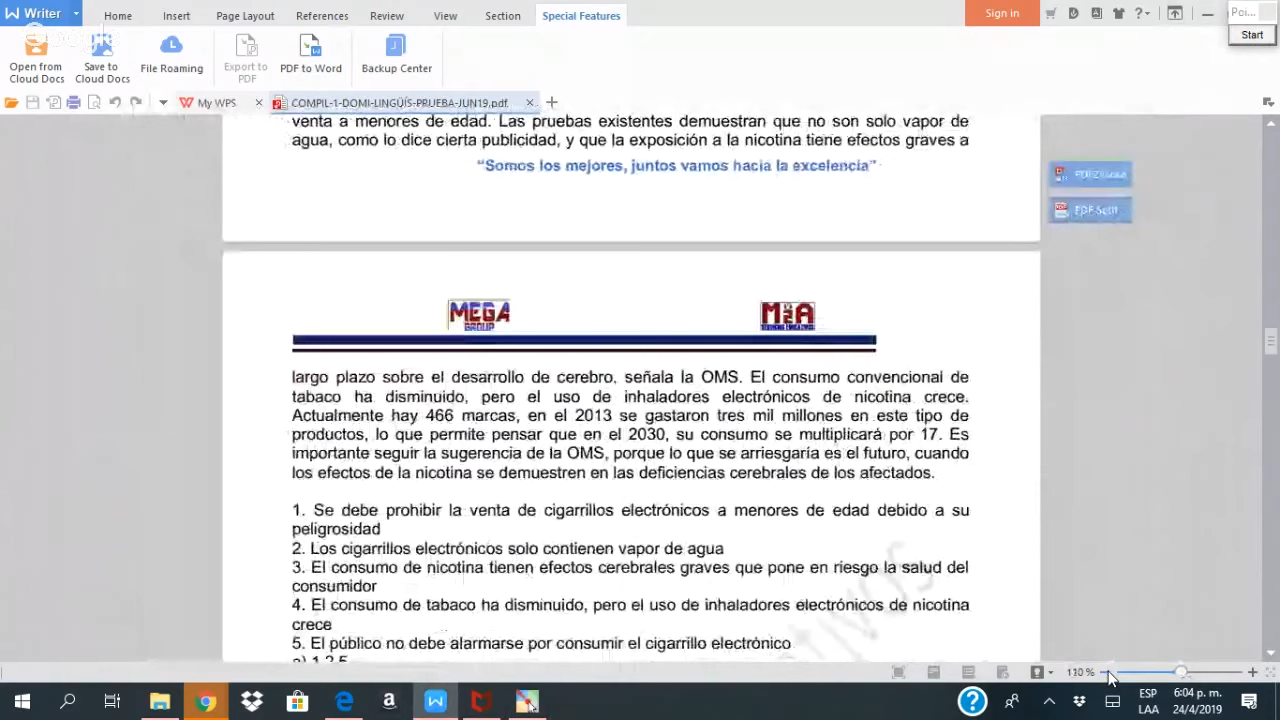 Writer
Home Insert Page Layout References Review View Section Special Features
Sign in
Start
Open from Cloud Docs
Save to Cloud Docs
File Roaming
Export to PDF
PDF to Word
Backup Center
My WPS
COMPIL-1-DOMI-LINGÜÍS-PRUEBA-JUN19.pdf
venta a menores de edad. Las pruebas existentes demuestran que no son solo vapor de
agua, como lo dice cierta publicidad, y que la exposición a la nicotina tiene efectos graves a
“Somos los mejores, juntos vamos hacia la excelencia”
PDF Split
MEGA
GROUP
largo plazo sobre el desarrollo de cerebro, señala la OMS. El consumo convencional de
tabaco ha disminuido, pero el uso de inhaladores electrónicos de nicotina crece.
Actualmente hay 466 marcas, en el 2013 se gastaron tres mil millones en este tipo de
productos, lo que permite pensar que en el 2030, su consumo se multiplicará por 17. Es
importante seguir la sugerencia de la OMS, porque lo que se arriesgaría es el futuro, cuando
los efectos de la nicotina se demuestren en las deficiencias cerebrales de los afectados.
1. Se debe prohibir la venta de cigarrillos electrónicos a menores de edad debido a su
peligrosidad
2. Los cigarrillos electrónicos solo contienen vapor de agua
3. El consumo de nicotina tienen efectos cerebrales graves que pone en riesgo la salud del
consumidor
4. El consumo de tabaco ha disminuido, pero el uso de inhaladores electrónicos de nicotina
crece
5. El público no debe alarmarse por consumir el cigarrillo electrónico
a) 1,2,5
110 %
ESP
LAA
6:04 p. m.
24/4/2019